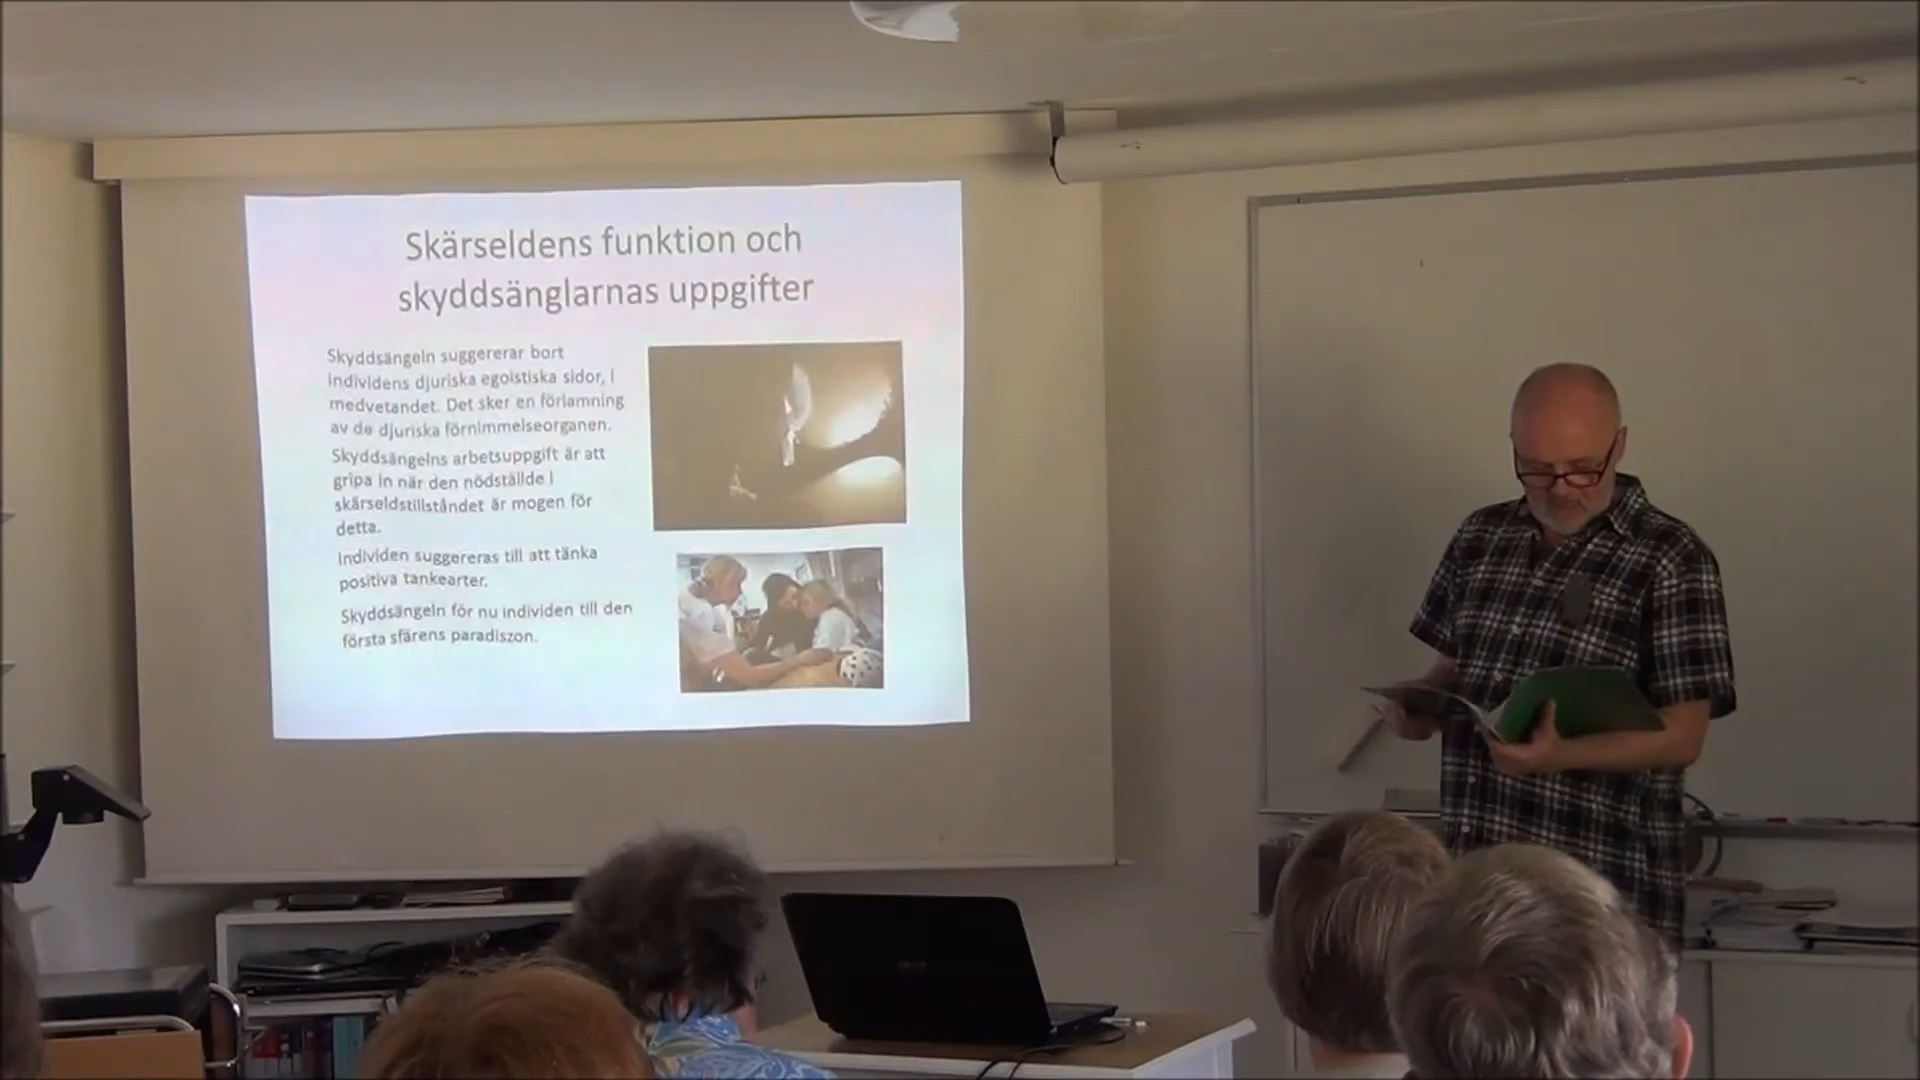 Skärseldens funktion och
skyddsänglarnas uppgifter
Skyddsängeln suggererar bort
individens djuriska egoistiska sidor, i
medvetandet. Det sker en förlamning
av de djuriska förnimmelseorganen.
Skyddsängelns arbetsuppgift är att
gripa in när den nödställde i
skärseldstillståndet är mogen för
detta.
Individen suggereras till att tänka
positiva tankearter.
Skyddsängeln för nu individen till den
första sfärens paradiszon.